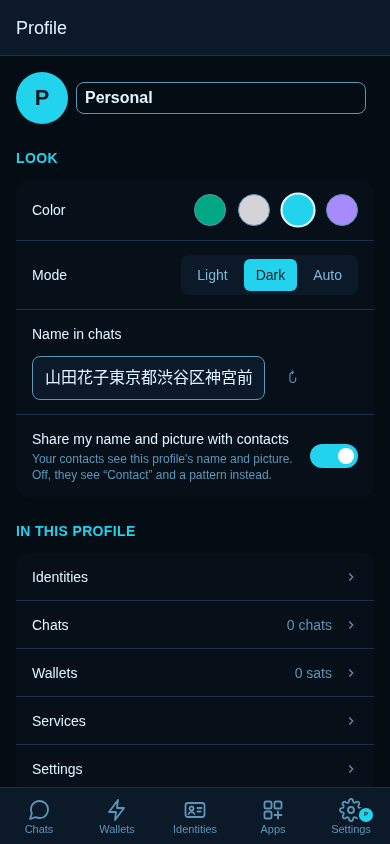 Profile
P
Personal
LOOK
Color
Mode
Light
Dark
Auto
Name in chats
山田花子東京都渋谷区神宮前
Share my name and picture with contacts
Your contacts see this profile's name and picture.
Off, they see “Contact” and a pattern instead.
IN THIS PROFILE
Identities
Chats
0 chats
Wallets
0 sats
Services
Settings
Chats
Wallets
Identities
Apps
Settings
P